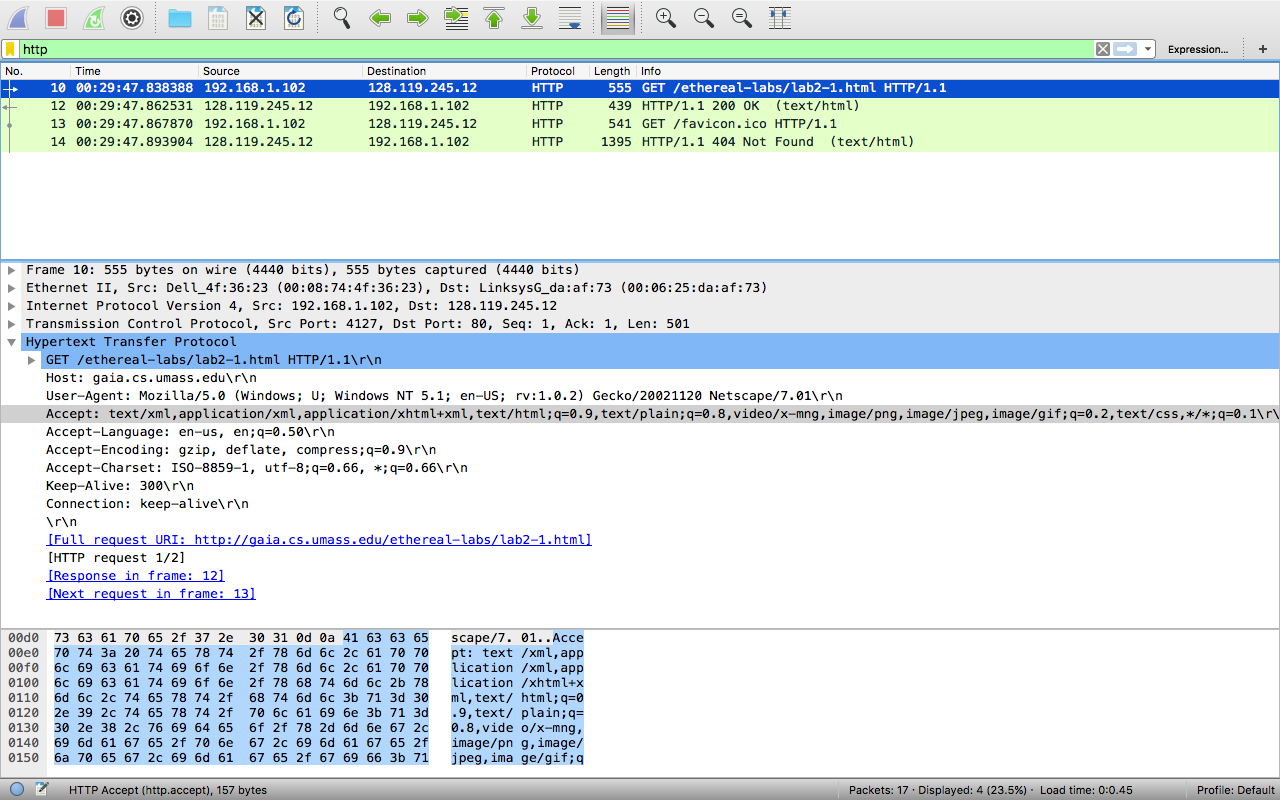 http
Expression...
+
No. Time Source Destination Protocol Length Info
10 00:29:47.838388 192.168.1.102 128.119.245.12 HTTP 555 GET /ethereal-labs/lab2-1.html HTTP/1.1
12 00:29:47.862531 128.119.245.12 192.168.1.102 HTTP 439 HTTP/1.1 200 OK (text/html)
13 00:29:47.867870 192.168.1.102 128.119.245.12 HTTP 541 GET /favicon.ico HTTP/1.1
14 00:29:47.893904 128.119.245.12 192.168.1.102 HTTP 1395 HTTP/1.1 404 Not Found (text/html)
Frame 10: 555 bytes on wire (4440 bits), 555 bytes captured (4440 bits)
Ethernet II, Src: Dell_4f:36:23 (00:08:74:4f:36:23), Dst: LinksysG_da:af:73 (00:06:25:da:af:73)
Internet Protocol Version 4, Src: 192.168.1.102, Dst: 128.119.245.12
Transmission Control Protocol, Src Port: 4127, Dst Port: 80, Seq: 1, Ack: 1, Len: 501
Hypertext Transfer Protocol
GET /ethereal-labs/lab2-1.html HTTP/1.1\r\n
Host: gaia.cs.umass.edu\r\n
User-Agent: Mozilla/5.0 (Windows; U; Windows NT 5.1; en-US; rv:1.0.2) Gecko/20021120 Netscape/7.01\r\n
Accept: text/xml,application/xml,application/xhtml+xml,text/html;q=0.9,text/plain;q=0.8,video/x-mng,image/png,image/jpeg,image/gif;q=0.2,text/css,*/*;q=0.1\r\
Accept-Language: en-us, en;q=0.50\r\n
Accept-Encoding: gzip, deflate, compress;q=0.9\r\n
Accept-Charset: ISO-8859-1, utf-8;q=0.66, *;q=0.66\r\n
Keep-Alive: 300\r\n
Connection: keep-alive\r\n
\r\n
[Full request URI: http://gaia.cs.umass.edu/ethereal-labs/lab2-1.html]
[HTTP request 1/2]
[Response in frame: 12]
[Next request in frame: 13]
00d0 73 63 61 70 65 2f 37 2e 30 31 0d 0a 41 63 63 65 scape/7. 01..Acce
00e0 70 74 3a 20 74 65 78 74 2f 78 6d 6c 2c 61 70 70 pt: text /xml,app
00f0 6c 69 63 61 74 69 6f 6e 2f 78 6d 6c 2c 61 70 70 lication /xml,app
0100 6c 69 63 61 74 69 6f 6e 2f 78 68 74 6d 6c 2b 78 lication /xhtml+x
0110 6d 6c 2c 74 65 78 74 2f 68 74 6d 6c 3b 71 3d 30 ml,text/ html;q=0
0120 2e 39 2c 74 65 78 74 2f 70 6c 61 69 6e 3b 71 3d .9,text/ plain;q=
0130 30 2e 38 2c 76 69 64 65 6f 2f 78 2d 6d 6e 67 2c 0.8,vide o/x-mng,
0140 69 6d 61 67 65 2f 70 6e 67 2c 69 6d 61 67 65 2f image/pn g,image/
0150 6a 70 65 67 2c 69 6d 61 67 65 2f 67 69 66 3b 71 jpeg,ima ge/gif;q
HTTP Accept (http.accept), 157 bytes Packets: 17 · Displayed: 4 (23.5%) · Load time: 0:0.45 Profile: Default